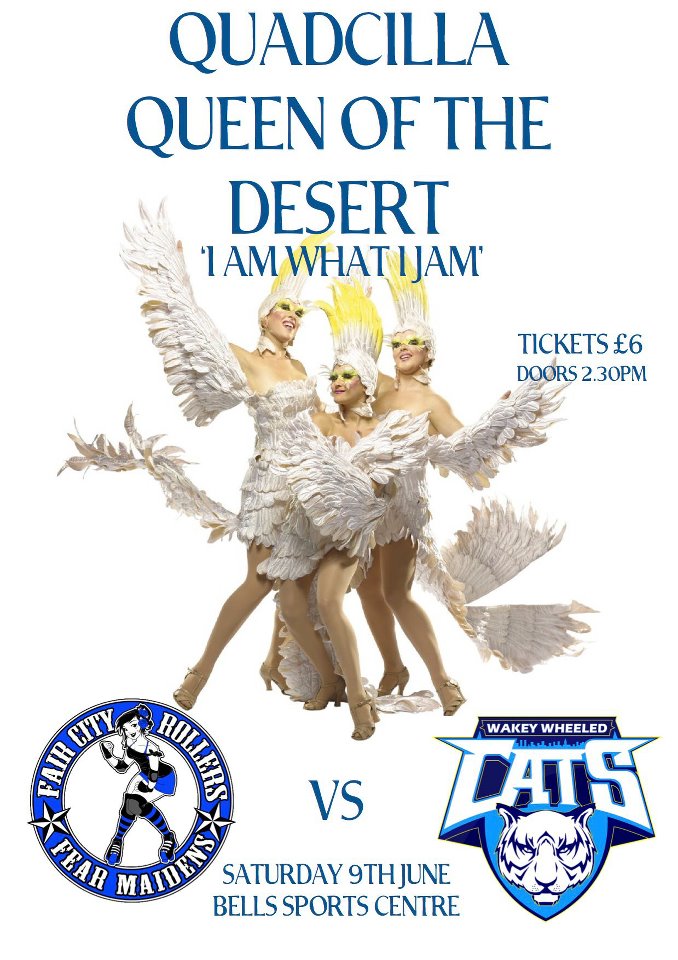 QUADCILLA
QUEEN OF THE
DESERT
'I AM WHAT I JAM'
TICKETS £6
DOORS 2.30PM
FAIR CITY ROLLERS
FEAR MAIDENS
VS
WAKEY WHEELED
CATS
SATURDAY 9TH JUNE
BELLS SPORTS CENTRE